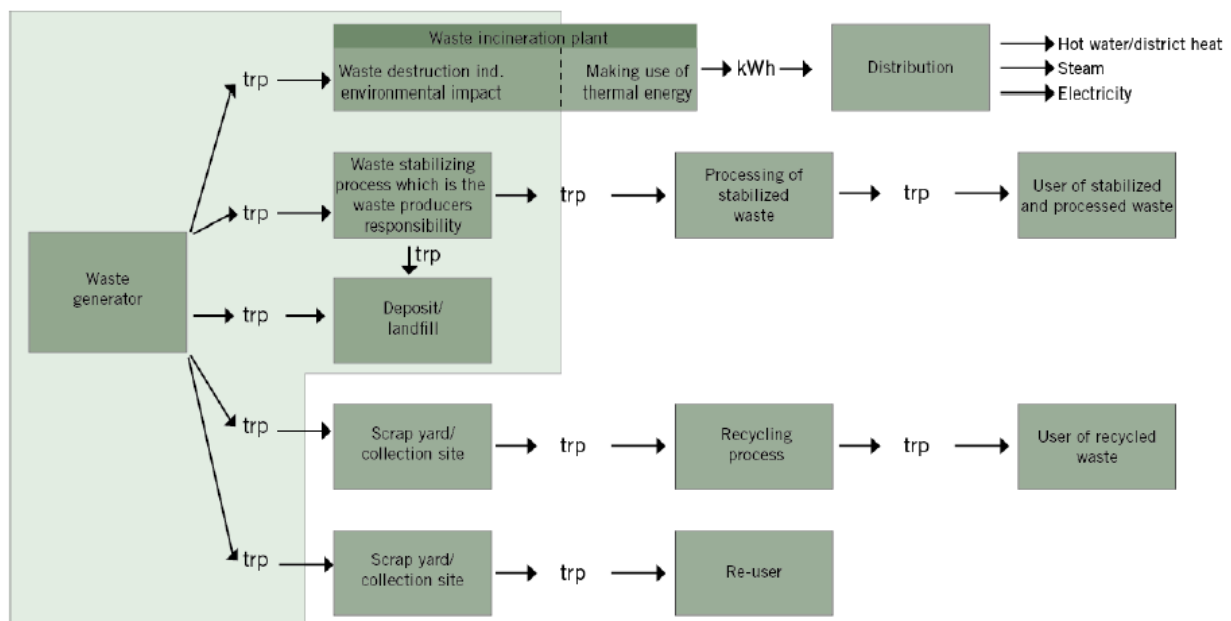 Waste incineration plant
trp
Waste destruction ind.
environmental impact
Making use of
thermal energy
kWh
Distribution
Hot water/district heat
Steam
Electricity
trp
Waste stabilizing
process which is the
waste producers
responsibility
trp
Processing of
stabilized
waste
trp
User of stabilized
and processed waste
trp
Waste
generator
trp
Deposit/
landfill
trp
Scrap yard/
collection site
trp
Recycling
process
trp
User of recycled
waste
trp
Scrap yard/
collection site
trp
Re-user